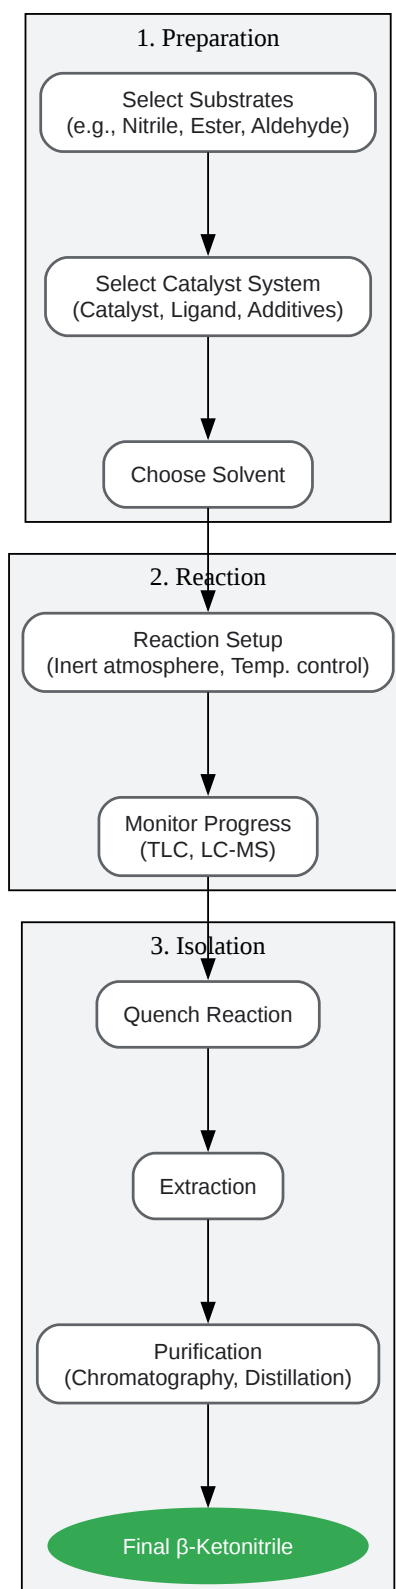 1. Preparation
Select Substrates
(e.g., Nitrile, Ester, Aldehyde)
Select Catalyst System
(Catalyst, Ligand, Additives)
Choose Solvent
2. Reaction
Reaction Setup
(Inert atmosphere, Temp. control)
Monitor Progress
(TLC, LC-MS)
3. Isolation
Quench Reaction
Extraction
Purification
(Chromatography, Distillation)
Final β-Ketonitrile